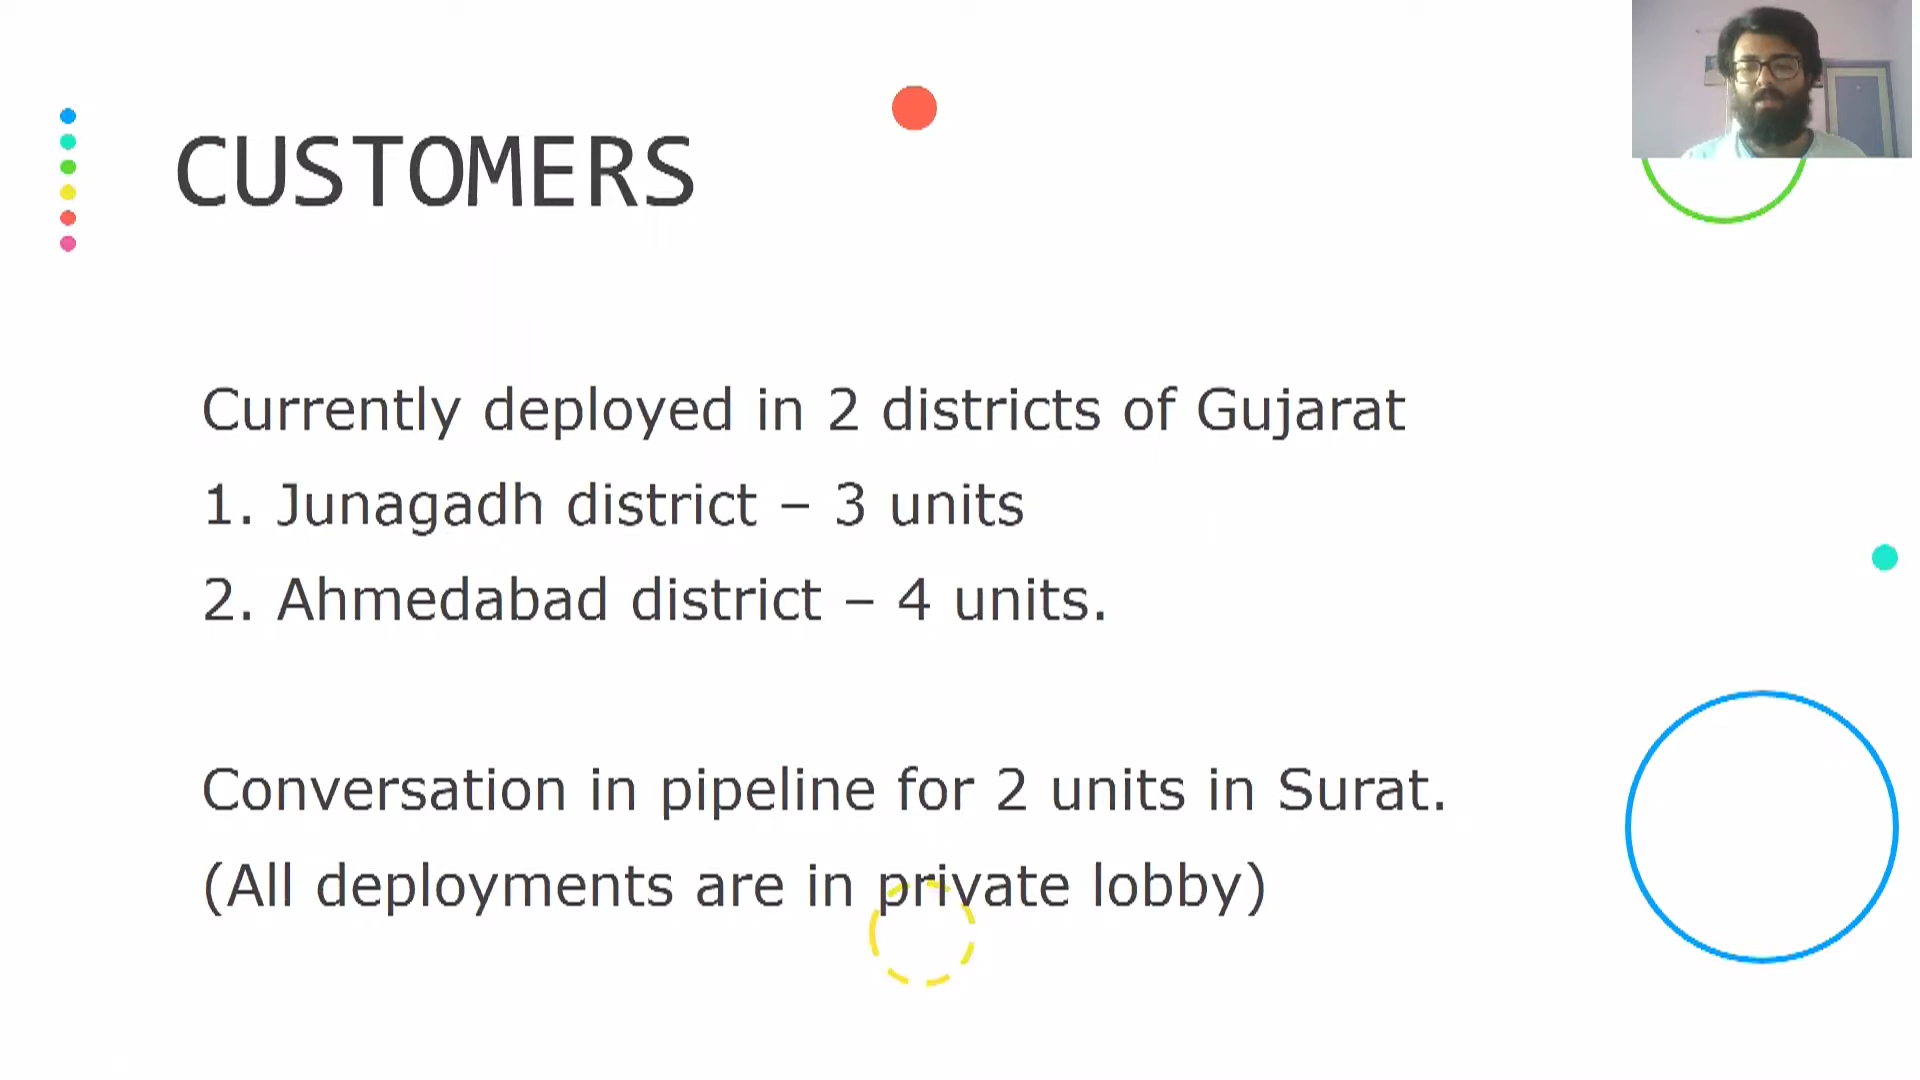 CUSTOMERS
Currently deployed in 2 districts of Gujarat
1. Junagadh district – 3 units
2. Ahmedabad district – 4 units.
Conversation in pipeline for 2 units in Surat.
(All deployments are in private lobby)